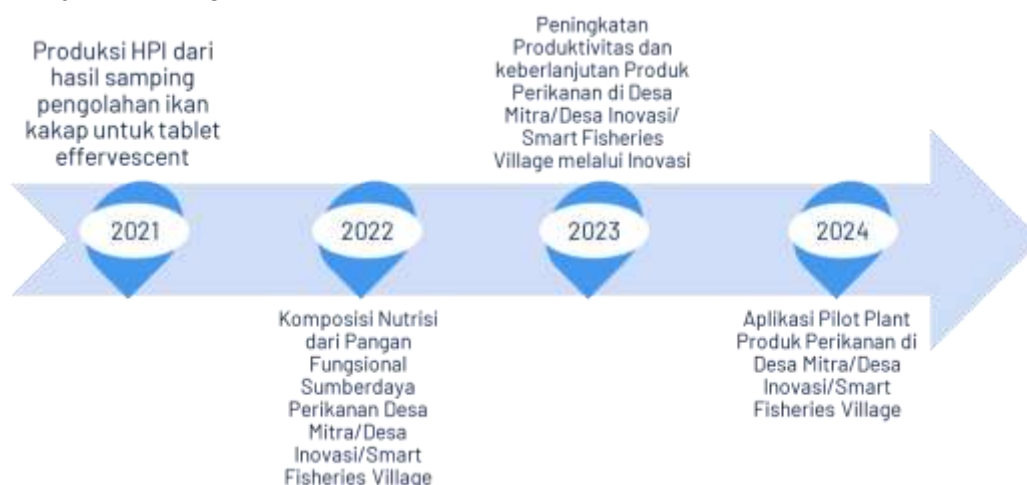 Produksi HPI dari
hasil samping
pengolahan ikan
kakap untuk tablet
effervescent
Peningkatan
Produktivitas dan
keberlanjutan Produk
Perikanan di Desa
Mitra/Desa Inovasi/
Smart Fisheries
Village melalui Inovasi
2021
2022
2023
2024
Komposisi Nutrisi
dari Pangan
Fungsional
Sumberdaya
Perikanan Desa
Mitra/Desa
Inovasi/Smart
Fisheries Village
Aplikasi Pilot Plant
Produk Perikanan di
Desa Mitra/Desa
Inovasi/Smart
Fisheries Village